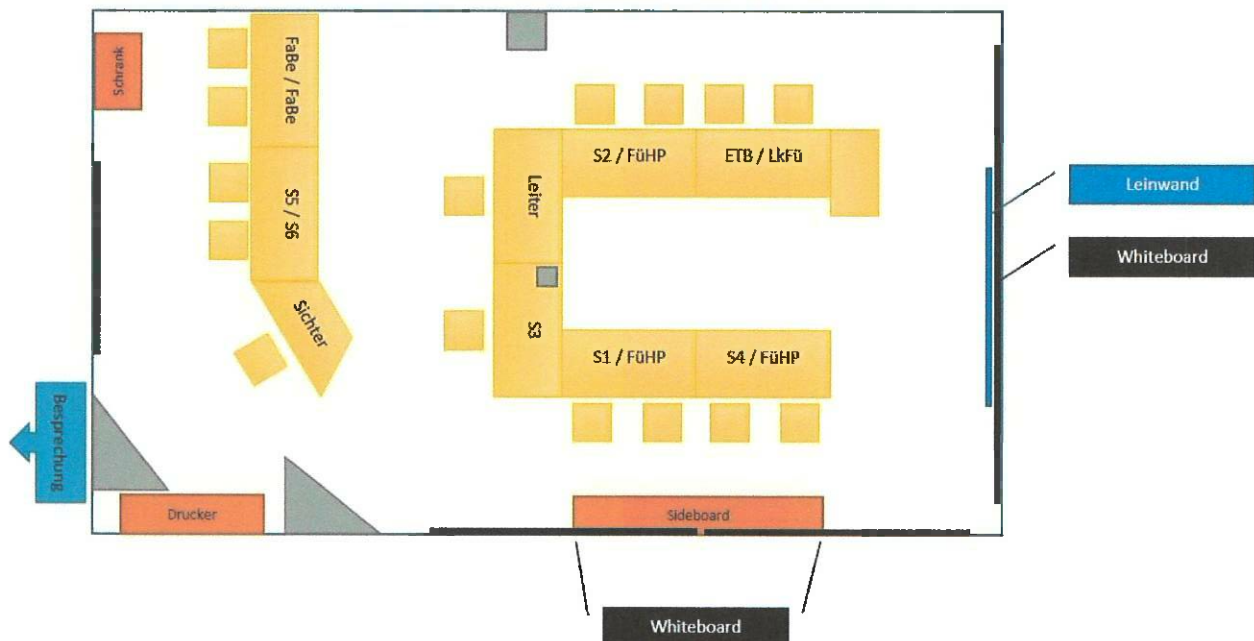 Schrank
FaBe / FaBe
S5 / S6
Sichter
Leiter
S3
S2 / FüHP
ETB / LkFü
S1 / FüHP
S4 / FüHP
Leinwand
Whiteboard
Besprechung
Drucker
Sideboard
Whiteboard